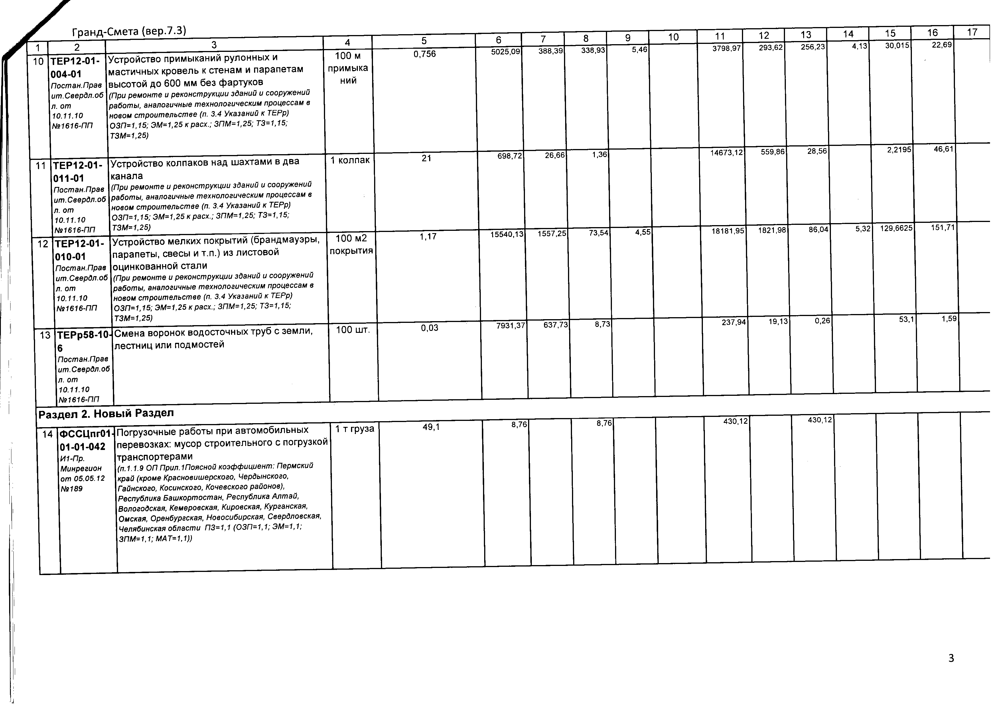 Гранд-Смета (вер.7.3)
1 2 3 4 5 6 7 8 9 10 11 12 13 14 15 16 17
10 ТЕР12-01-004-01 Постан.Правит.Свердл.обл. от 10.11.10 №1616-ПП
Устройство примыканий рулонных и
мастичных кровель к стенам и парапетам
высотой до 600 мм без фартуков
(При ремонте и реконструкции зданий и сооружений
работы, аналогичные технологическим процессам в
новом строительстве (п. 3.4 Указаний к ТЕРр)
ОЗП=1,15; ЭМ=1,25 к расх.; ЗПМ=1,25; ТЗ=1,15;
ТЗМ=1,25)
100 м примыканий 0,756 5025,09 388,39 338,93 5,46 3798,97 293,62 256,23 4,13 30,015 22,69
11 ТЕР12-01-011-01 Постан.Правит.Свердл.обл. от 10.11.10 №1616-ПП
Устройство колпаков над шахтами в два
канала
(При ремонте и реконструкции зданий и сооружений
работы, аналогичные технологическим процессам в
новом строительстве (п. 3.4 Указаний к ТЕРр)
ОЗП=1,15; ЭМ=1,25 к расх.; ЗПМ=1,25; ТЗ=1,15;
ТЗМ=1,25)
1 колпак 21 698,72 26,66 1,36 14673,12 559,86 28,56 2,2195 46,61
12 ТЕР12-01-010-01 Постан.Правит.Свердл.обл. от 10.11.10 №1616-ПП
Устройство мелких покрытий (брандмауэры,
парапеты, свесы и т.п.) из листовой
оцинкованной стали
(При ремонте и реконструкции зданий и сооружений
работы, аналогичные технологическим процессам в
новом строительстве (п. 3.4 Указаний к ТЕРр)
ОЗП=1,15; ЭМ=1,25 к расх.; ЗПМ=1,25; ТЗ=1,15;
ТЗМ=1,25)
100 м2 покрытия 1,17 15540,13 1557,25 73,54 4,55 18181,95 1821,98 86,04 5,32 129,6625 151,71
13 ТЕРр58-10-6 Постан.Правит.Свердл.обл. от 10.11.10 №1616-ПП
Смена воронок водосточных труб с земли,
лестниц или подмостей
100 шт. 0,03 7931,37 637,73 8,73 237,94 19,13 0,26 53,1 1,59
Раздел 2. Новый Раздел
14 ФССЦпг01-01-01-042 И1-Пр. Минрегион от 05.05.12 №189
Погрузочные работы при автомобильных
перевозках: мусор строительного с погрузкой
транспортерами
(п.1.1.9 ОП Прил.1Поясной коэффициент: Пермский
край (кроме Красновишерского, Чердынского,
Гайнского, Косинского, Кочевского районов),
Республика Башкортостан, Республика Алтай,
Вологодская, Кемеровская, Кировская, Курганская,
Омская, Оренбургская, Новосибирская, Свердловская,
Челябинская области ПЗ=1,1 (ОЗП=1,1; ЭМ=1,1;
ЗПМ=1,1; МАТ=1,1))
1 т груза 49,1 8,76 8,76 430,12 430,12
3